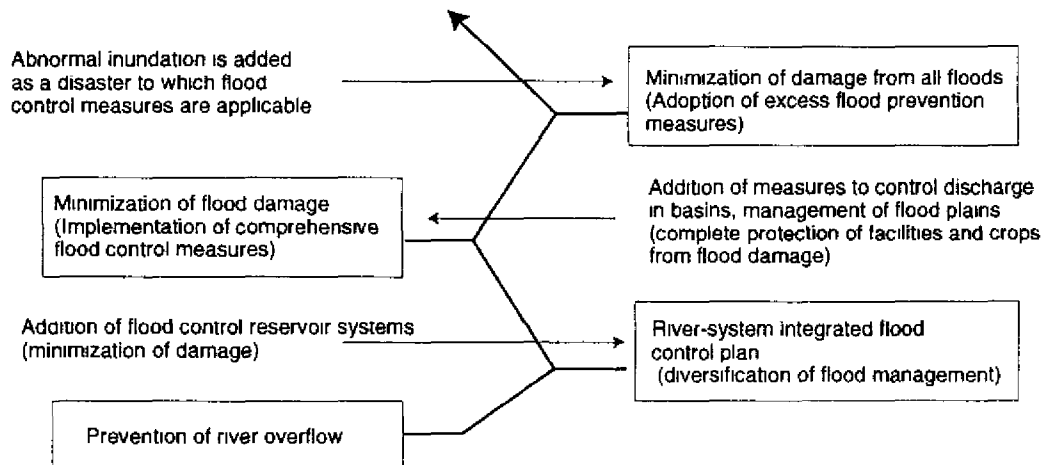 Abnormal inundation is added
as a disaster to which flood
control measures are applicable
Minimization of damage from all floods
(Adoption of excess flood prevention
measures)
Minimization of flood damage
(Implementation of comprehensive
flood control measures)
Addition of measures to control discharge
in basins, management of flood plains
(complete protection of facilities and crops
from flood damage)
Addition of flood control reservoir systems
(minimization of damage)
River-system integrated flood
control plan
(diversification of flood management)
Prevention of river overflow